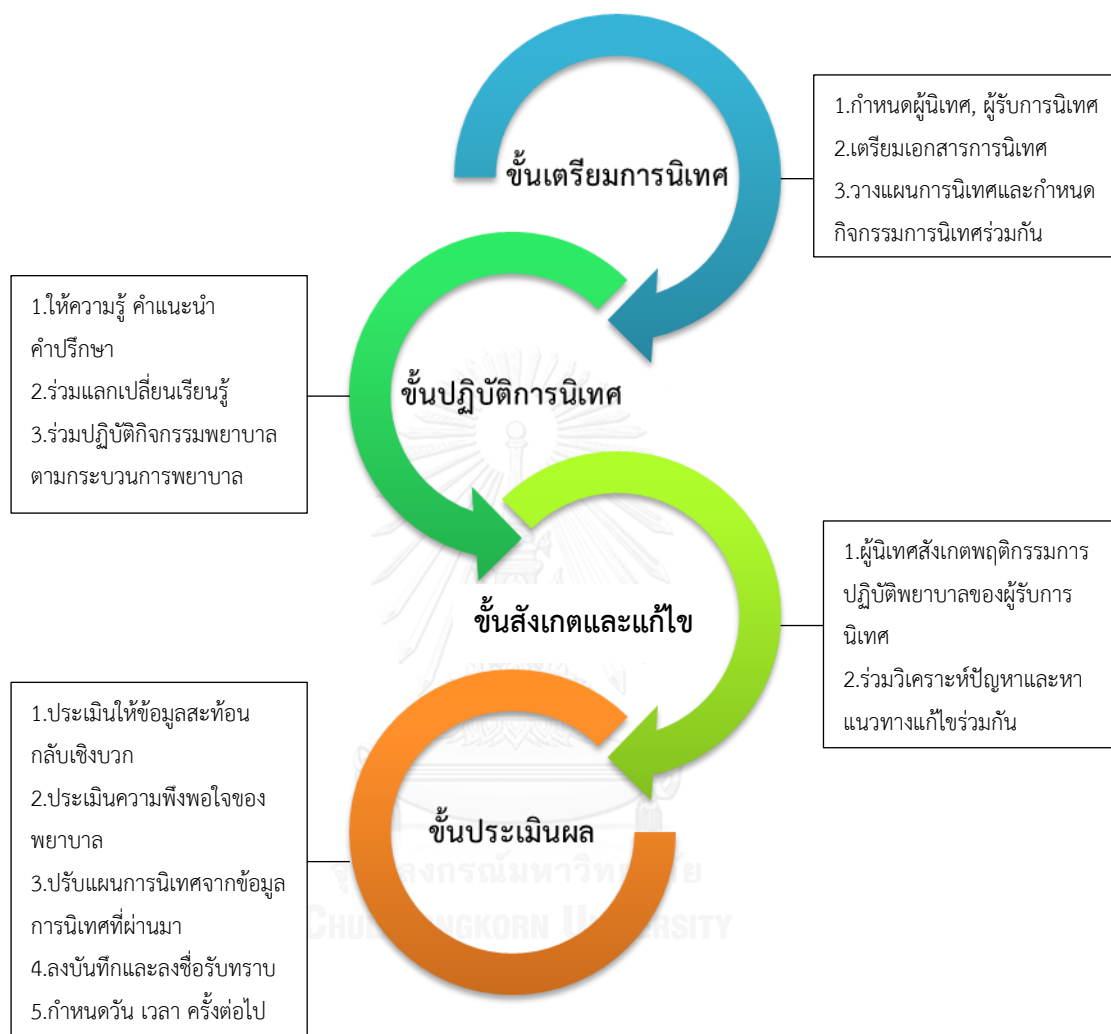 ขั้นเตรียมการนิเทศ
1.กำหนดผู้นิเทศ, ผู้รับการนิเทศ
2.เตรียมเอกสารการนิเทศ
3.วางแผนการนิเทศและกำหนด
กิจกรรมการนิเทศร่วมกัน
ขั้นปฏิบัติการนิเทศ
1.ให้ความรู้ คำแนะนำ
คำปรึกษา
2.ร่วมแลกเปลี่ยนเรียนรู้
3.ร่วมปฏิบัติกิจกรรมพยาบาล
ตามกระบวนการพยาบาล
ขั้นสังเกตและแก้ไข
1.ผู้นิเทศสังเกตพฤติกรรมการ
ปฏิบัติพยาบาลของผู้รับการ
นิเทศ
2.ร่วมวิเคราะห์ปัญหาและหา
แนวทางแก้ไขร่วมกัน
ขั้นประเมินผล
1.ประเมินให้ข้อมูลสะท้อน
กลับเชิงบวก
2.ประเมินความพึงพอใจของ
พยาบาล
3.ปรับแผนการนิเทศจากข้อมูล
การนิเทศที่ผ่านมา
4.ลงบันทึกและลงชื่อรับทราบ
5.กำหนดวัน เวลา ครั้งต่อไป